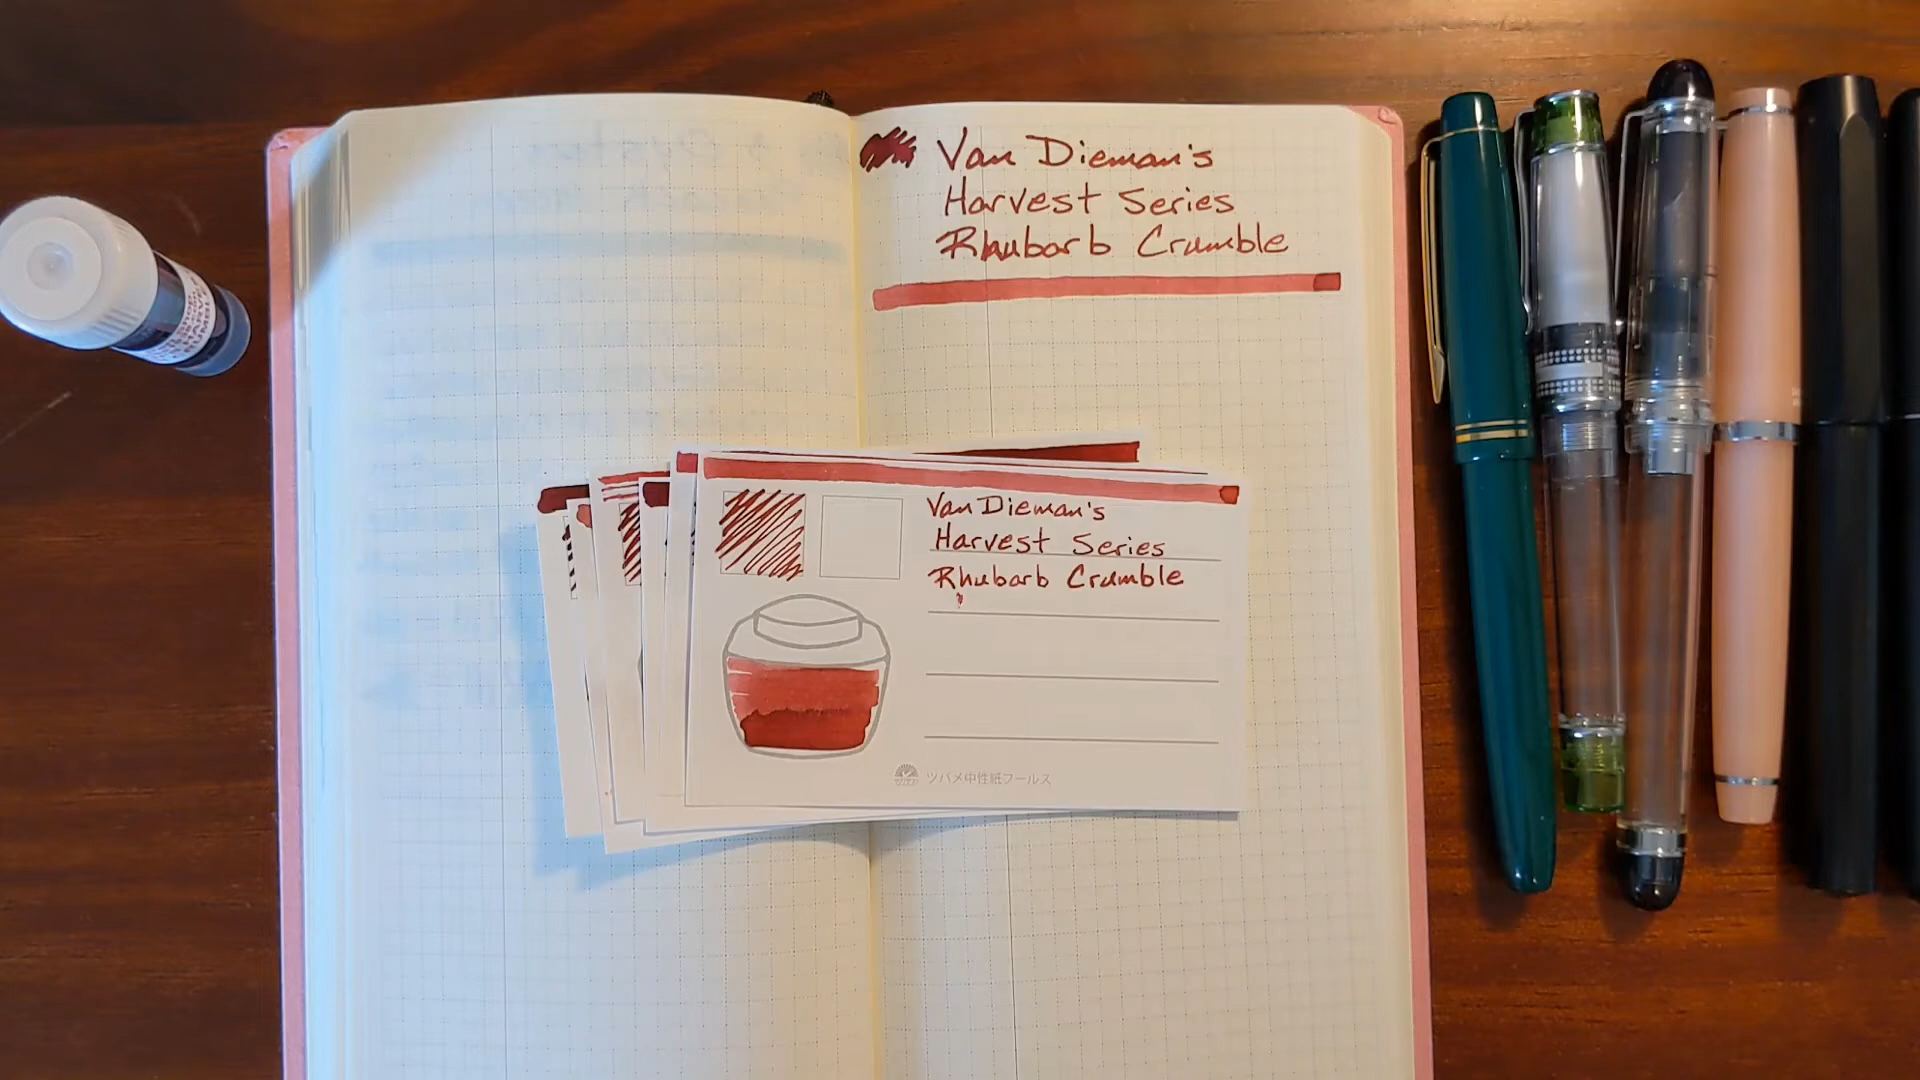 Van Dieman's
Harvest Series
Rhubarb Crumble
Van Dieman's
Harvest Series
Rhubarb Crumble
ツバメ中性紙フールス